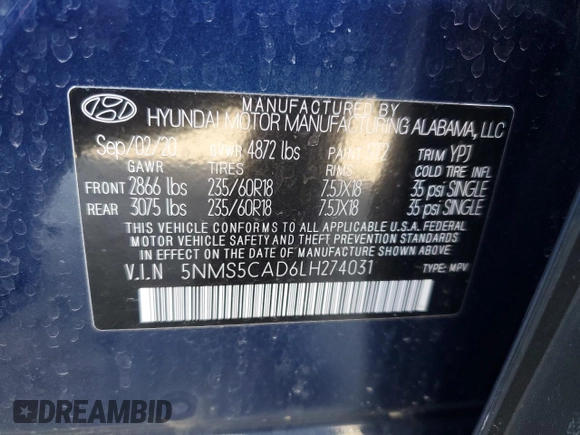 MANUFACTURED BY
HYUNDAI MOTOR MANUFACTURING ALABAMA, LLC
Sep/02/20 GVWR 4872 lbs PAINT TRIM YPJ
GAWR TIRES RIMS COLD TIRE INFL
FRONT 2866 lbs 235/60R18 7.5JX18 35 psi SINGLE
REAR 3075 lbs 235/60R18 7.5JX18 35 psi SINGLE
THIS VEHICLE CONFORMS TO ALL APPLICABLE U.S.A. FEDERAL
MOTOR VEHICLE SAFETY BUMPER, AND THEFT PREVENTION STANDARDS
IN EFFECT ON THE DATE OF MANUFACTURE SHOWN ABOVE.
V.I.N 5NMS5CAD6LH274031 TYPE: MPV
DREAMBID